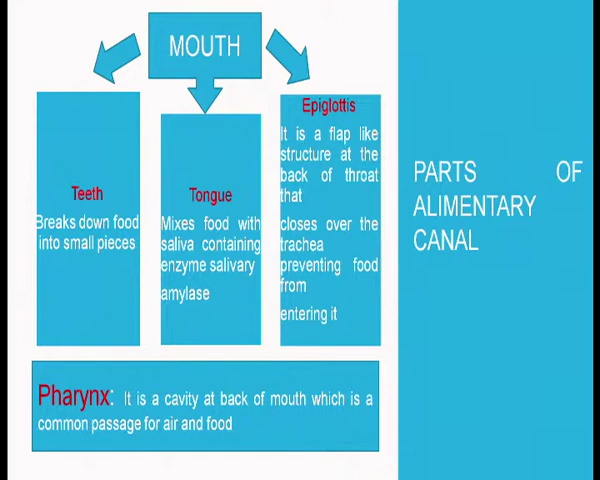 MOUTH
Teeth
Breaks down food
into small pieces
Tongue
Mixes food with
saliva containing
enzyme salivary
amylase
Epiglottis
It is a flap like
structure at the
back of throat
that
closes over the
trachea
preventing food
from
entering it
Pharynx: It is a cavity at back of mouth which is a
common passage for air and food
PARTS OF
ALIMENTARY
CANAL